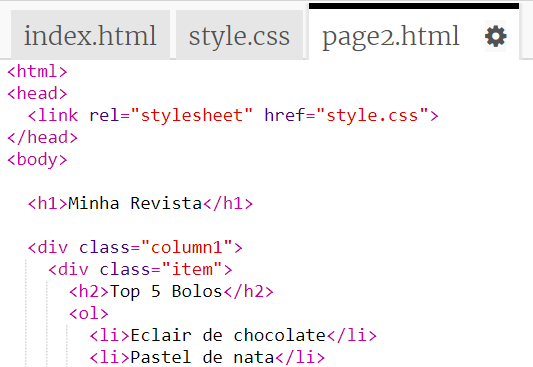 index.html style.css page2.html
<html>
<head>
<link rel="stylesheet" href="style.css">
</head>
<body>
<h1>Minha Revista</h1>
<div class="column1">
<div class="item">
<h2>Top 5 Bolos</h2>
<ol>
<li>Eclair de chocolate</li>
<li>Pastel de nata</li>